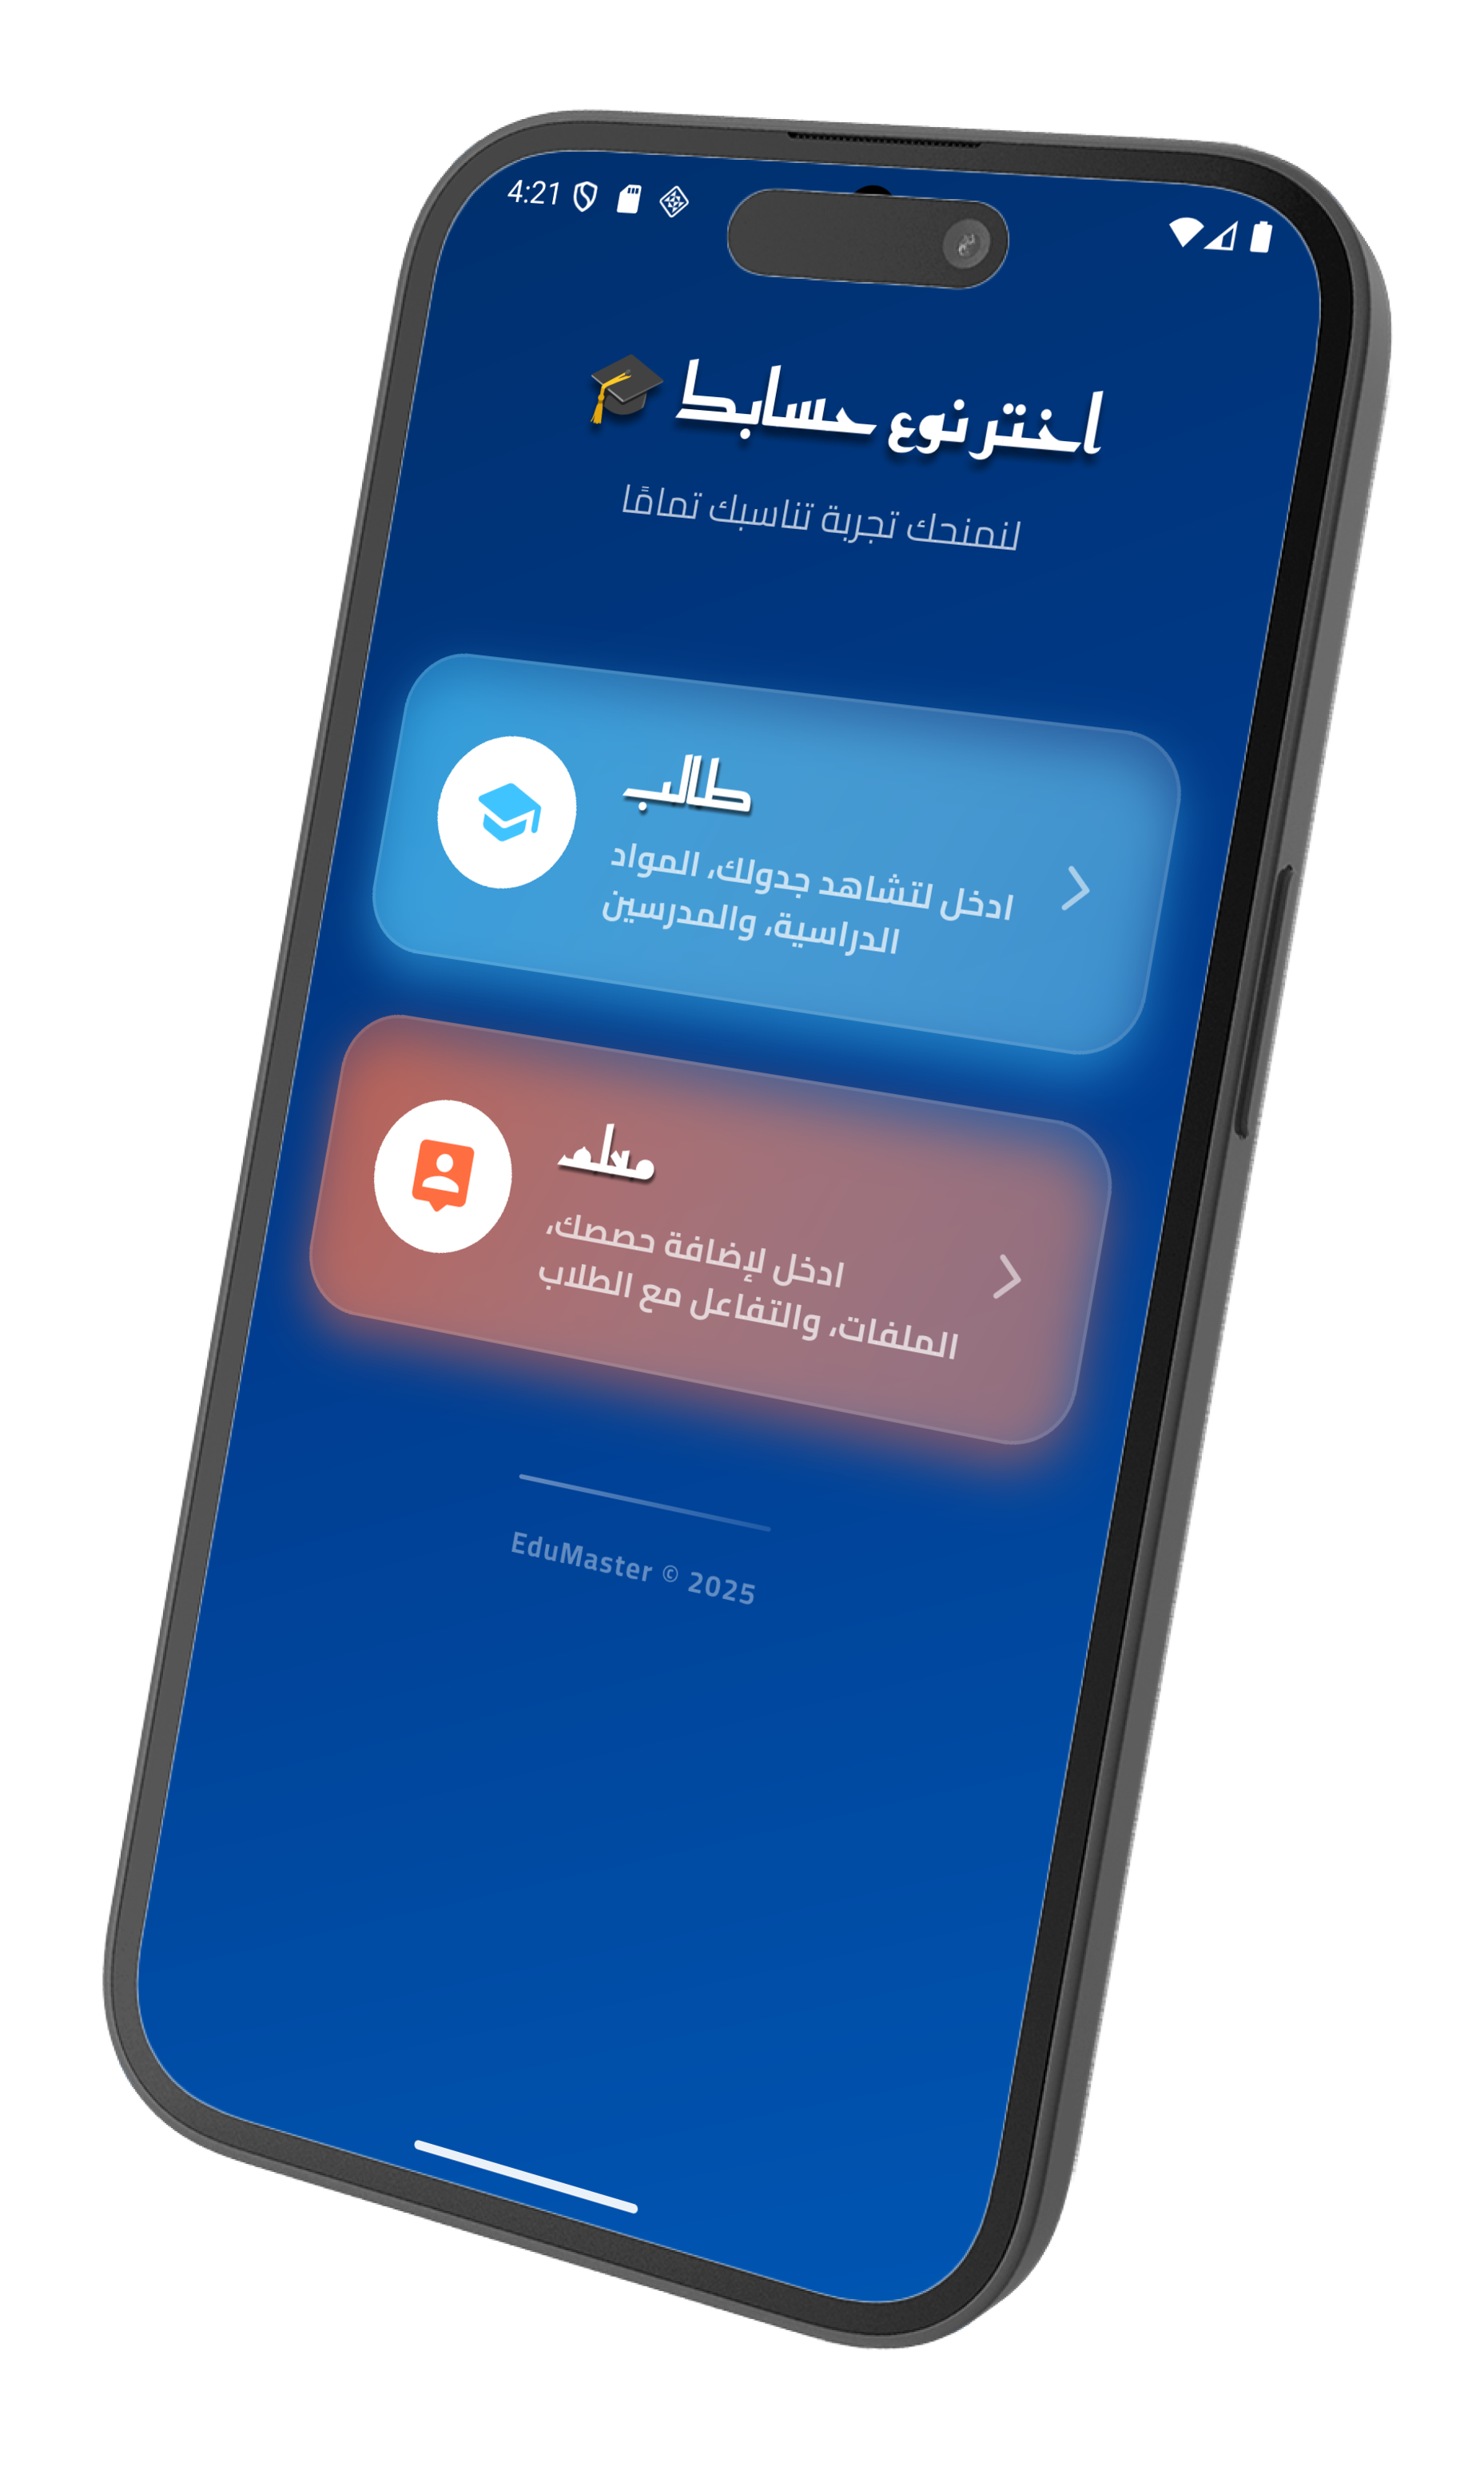 4:21
اختر نوع حسابك 🎓
لنمنحك تجربة تناسبك تمامًا
طالب
ادخل لتشاهد جدولك، المواد
الدراسية، والمدرسين
معلم
ادخل لإضافة حصصك،
الملفات، والتفاعل مع الطلاب
EduMaster © 2025